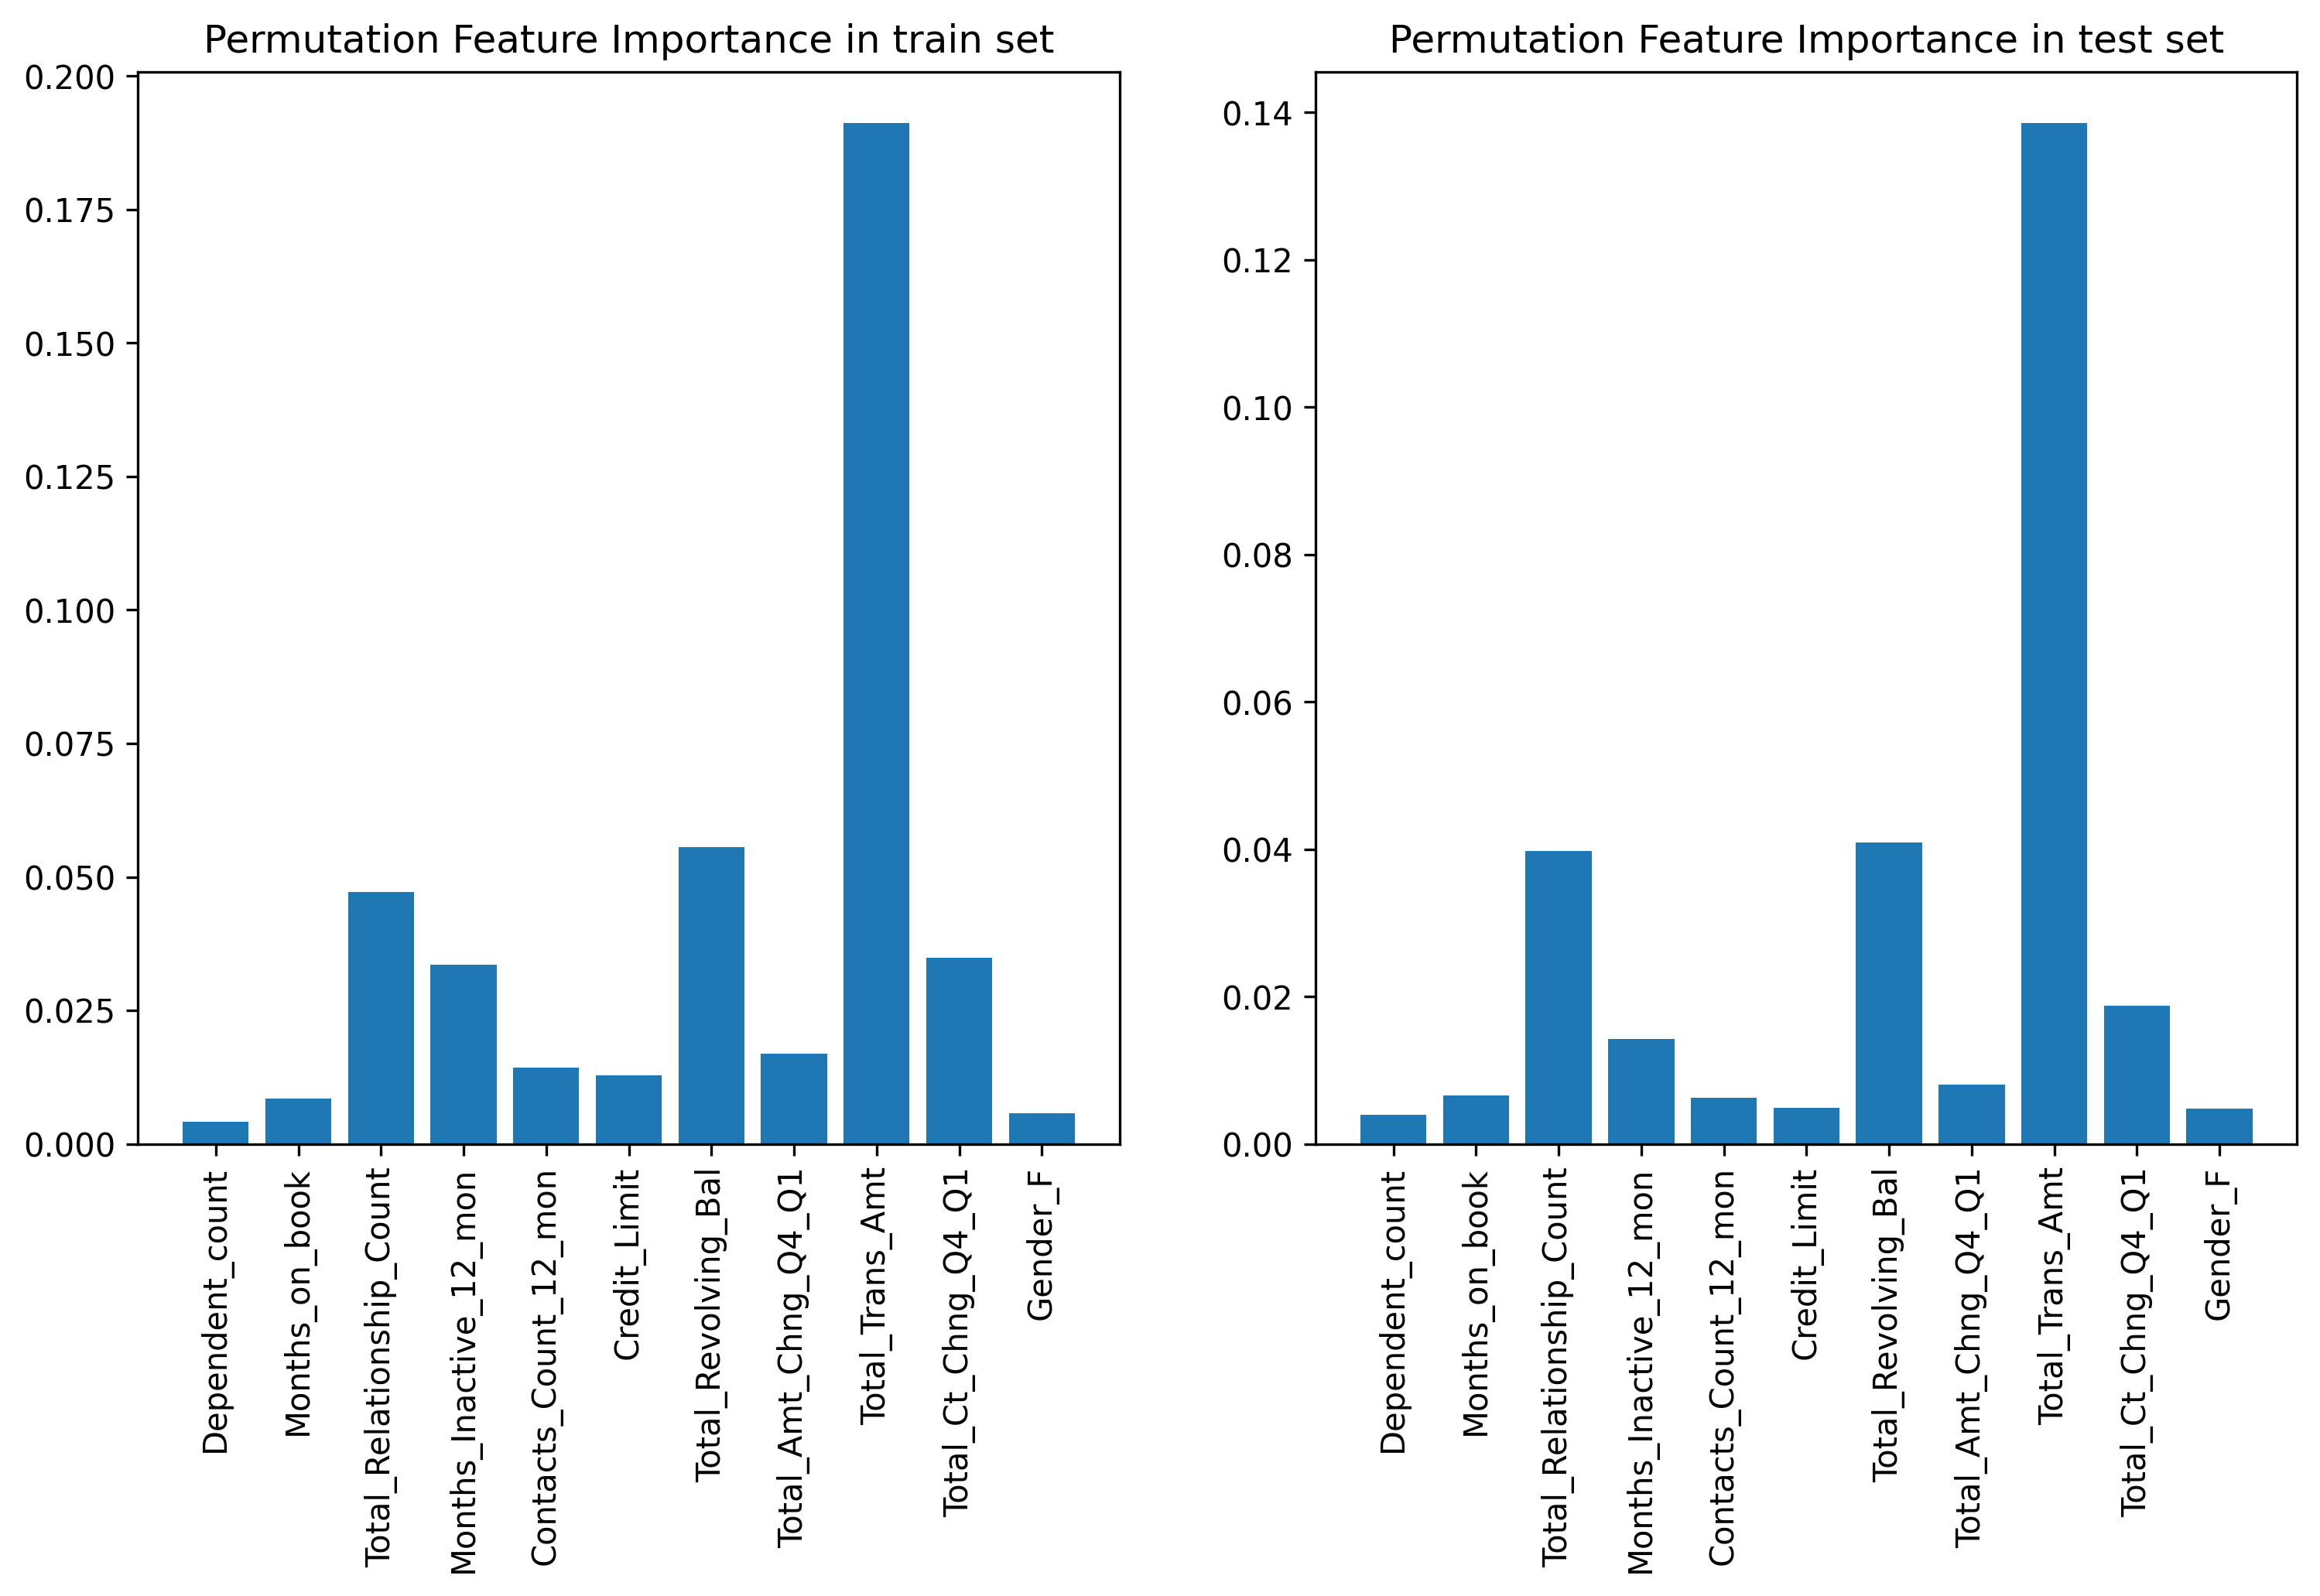 Permutation Feature Importance in train set
0.200
0.175
0.150
0.125
0.100
0.075
0.050
0.025
0.000
Dependent_count
Months_on_book
Total_Relationship_Count
Months_Inactive_12_mon
Contacts_Count_12_mon
Credit_Limit
Total_Revolving_Bal
Total_Amt_Chng_Q4_Q1
Total_Trans_Amt
Total_Ct_Chng_Q4_Q1
Gender_F
Permutation Feature Importance in test set
0.14
0.12
0.10
0.08
0.06
0.04
0.02
0.00
Dependent_count
Months_on_book
Total_Relationship_Count
Months_Inactive_12_mon
Contacts_Count_12_mon
Credit_Limit
Total_Revolving_Bal
Total_Amt_Chng_Q4_Q1
Total_Trans_Amt
Total_Ct_Chng_Q4_Q1
Gender_F